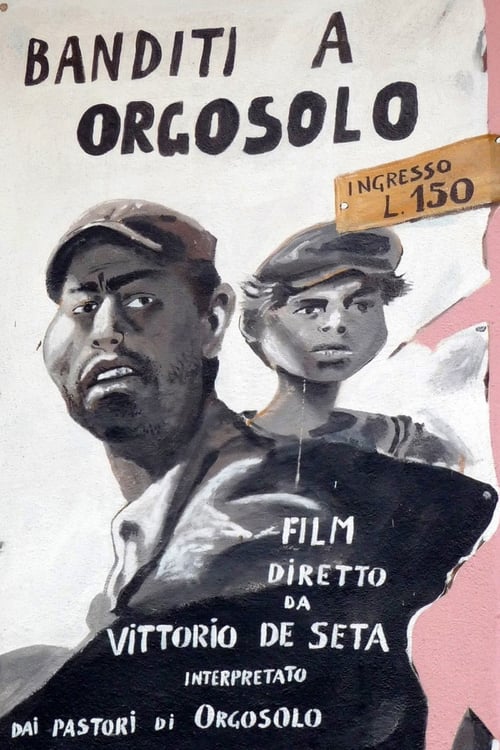 BANDITI A
ORGOSOLO
INGRESSO
L. 150
FILM
DIRETTO
DA
VITTORIO DE SETA
INTERPRETATO
DAI PASTORI DI ORGOSOLO